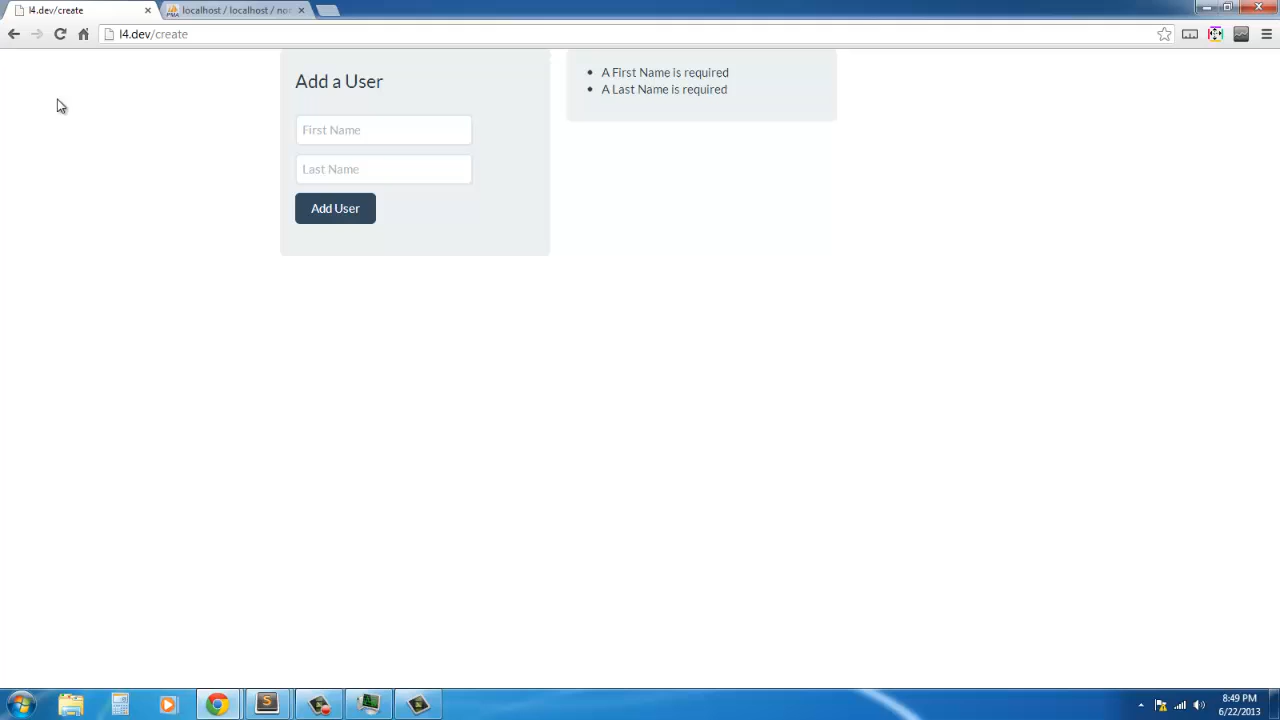 l4.dev/create
localhost / localhost / no
l4.dev/create
Add a User
First Name
Last Name
Add User
A First Name is required
A Last Name is required
8:49 PM
6/22/2013